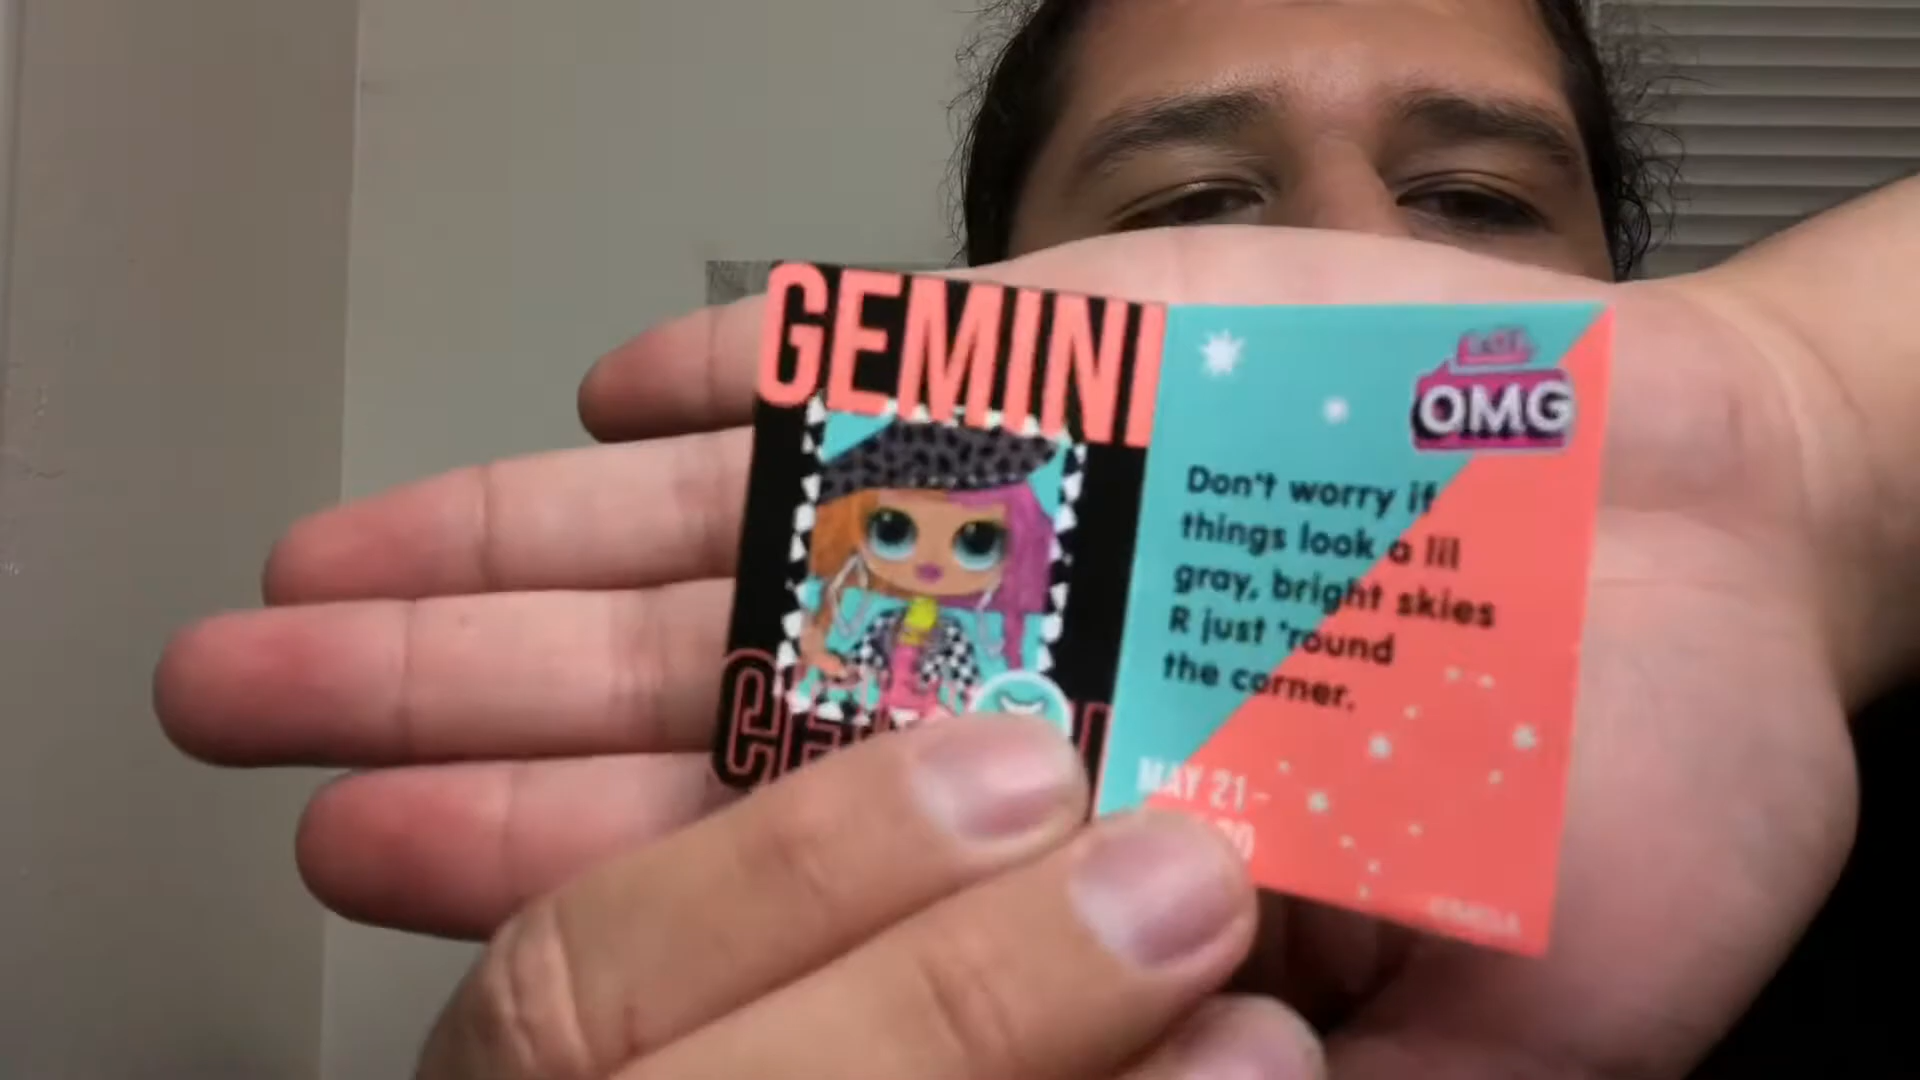 GEMINI
OMG
Don't worry if
things look a lil
gray, bright skies
R just 'round
the corner.
MAY 21-